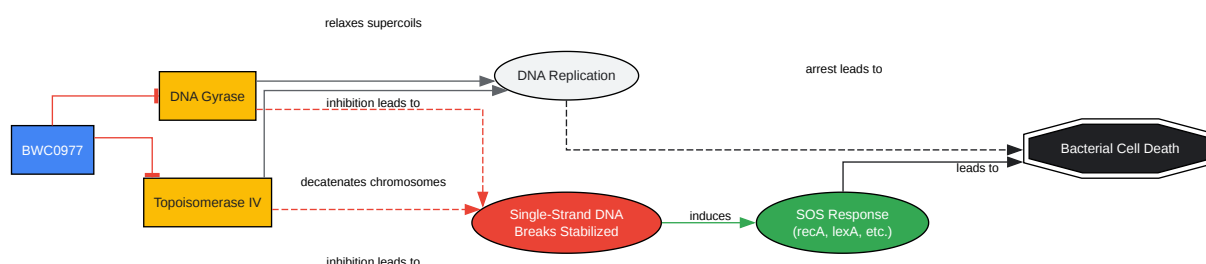 relaxes supercoils
DNA Replication
arrest leads to
DNA Gyrase
inhibition leads to
BWC0977
Bacterial Cell Death
leads to
decatenates chromosomes
Topoisomerase IV
Single-Strand DNA
Breaks Stabilized
induces
SOS Response
(recA, lexA, etc.)
inhibition leads to